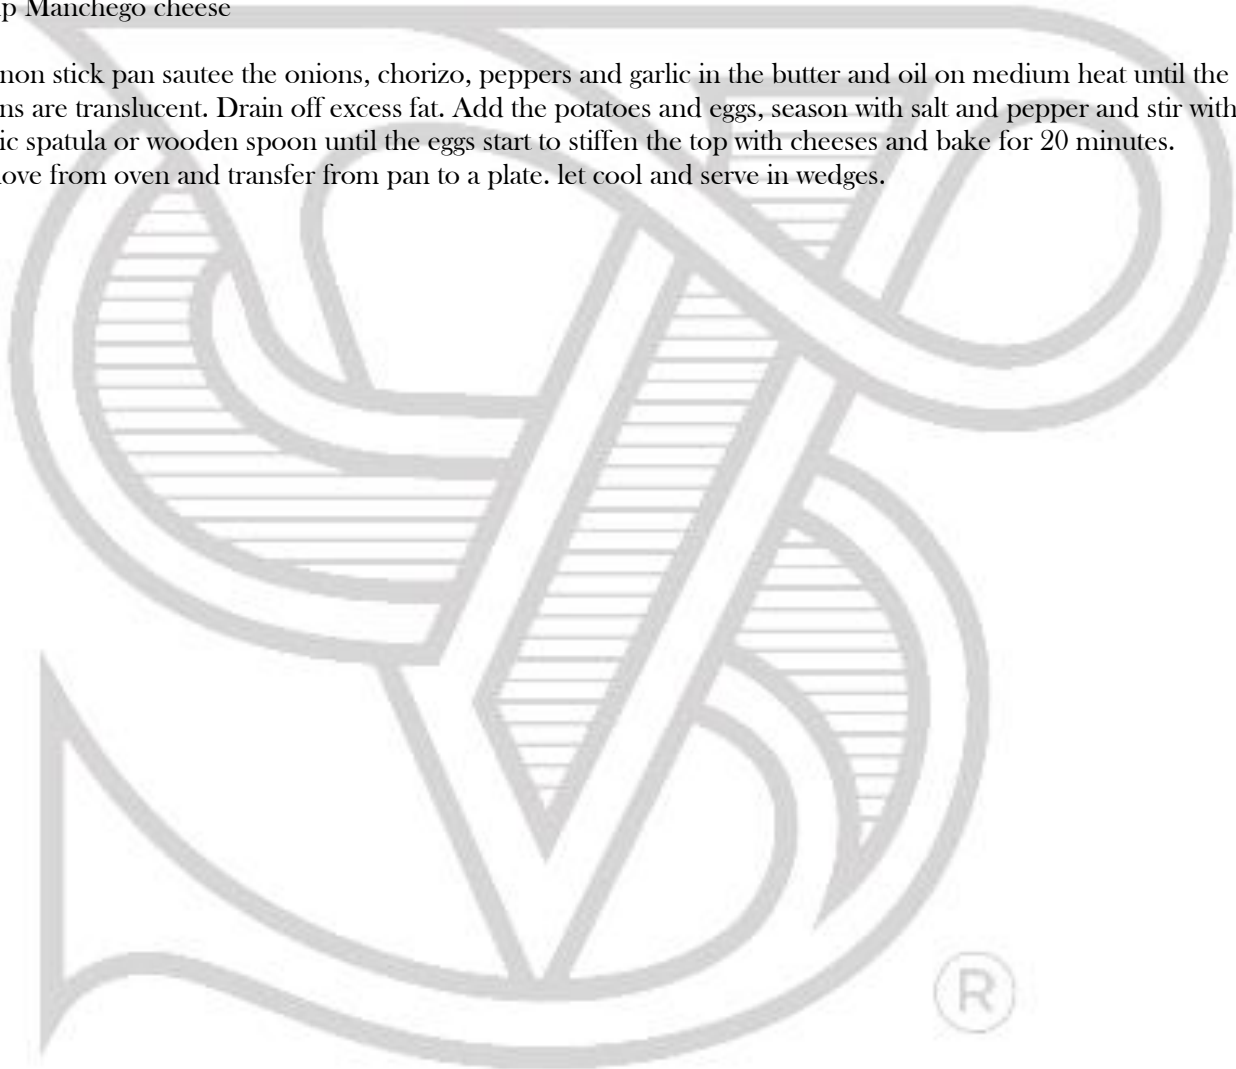 p Manchego cheese
non stick pan sautee the onions, chorizo, peppers and garlic in the butter and oil on medium heat until the
ns are translucent. Drain off excess fat. Add the potatoes and eggs, season with salt and pepper and stir with
ic spatula or wooden spoon until the eggs start to stiffen the top with cheeses and bake for 20 minutes.
ove from oven and transfer from pan to a plate. let cool and serve in wedges.
®